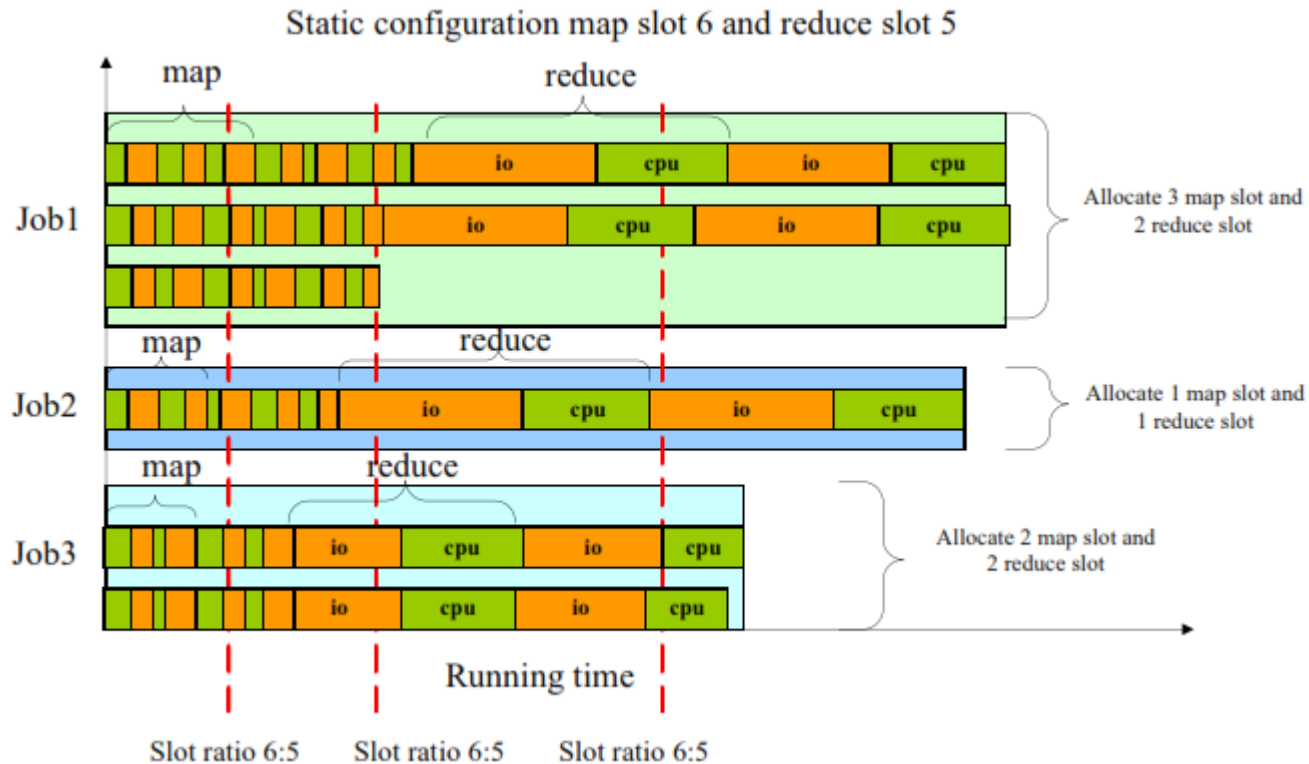 Static configuration map slot 6 and reduce slot 5
map
reduce
io
cpu
io
cpu
Job1
io
cpu
io
cpu
Allocate 3 map slot and
2 reduce slot
map
reduce
Job2
io
cpu
io
cpu
Allocate 1 map slot and
1 reduce slot
map
reduce
Job3
io
cpu
io
cpu
io
cpu
io
cpu
Allocate 2 map slot and
2 reduce slot
Running time
Slot ratio 6:5
Slot ratio 6:5
Slot ratio 6:5